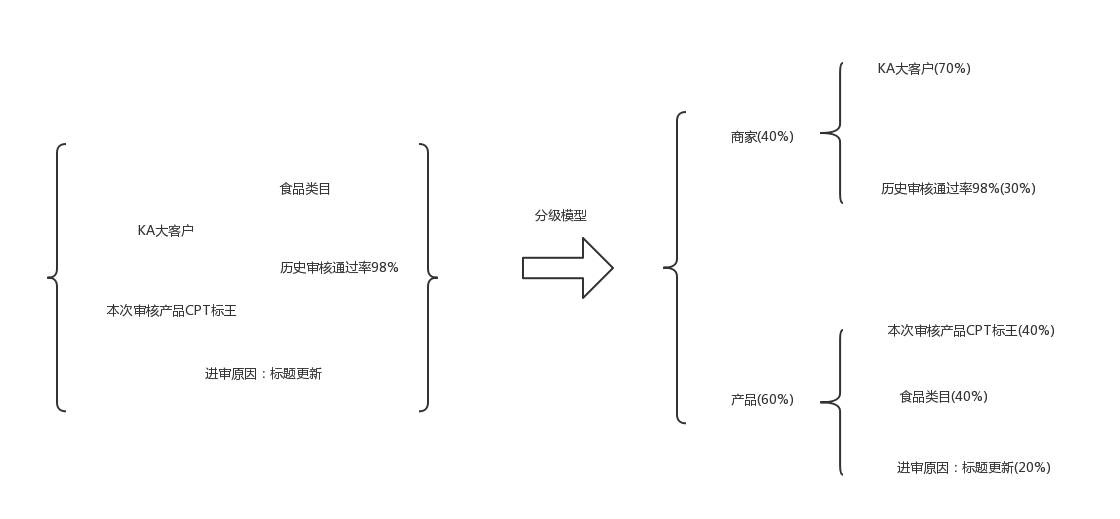 食品类目
KA大客户
历史审核通过率98%
本次审核产品CPT标王
进审原因：标题更新
分级模型
商家(40%)
KA大客户(70%)
历史审核通过率98%(30%)
产品(60%)
本次审核产品CPT标王(40%)
食品类目(40%)
进审原因：标题更新(20%)